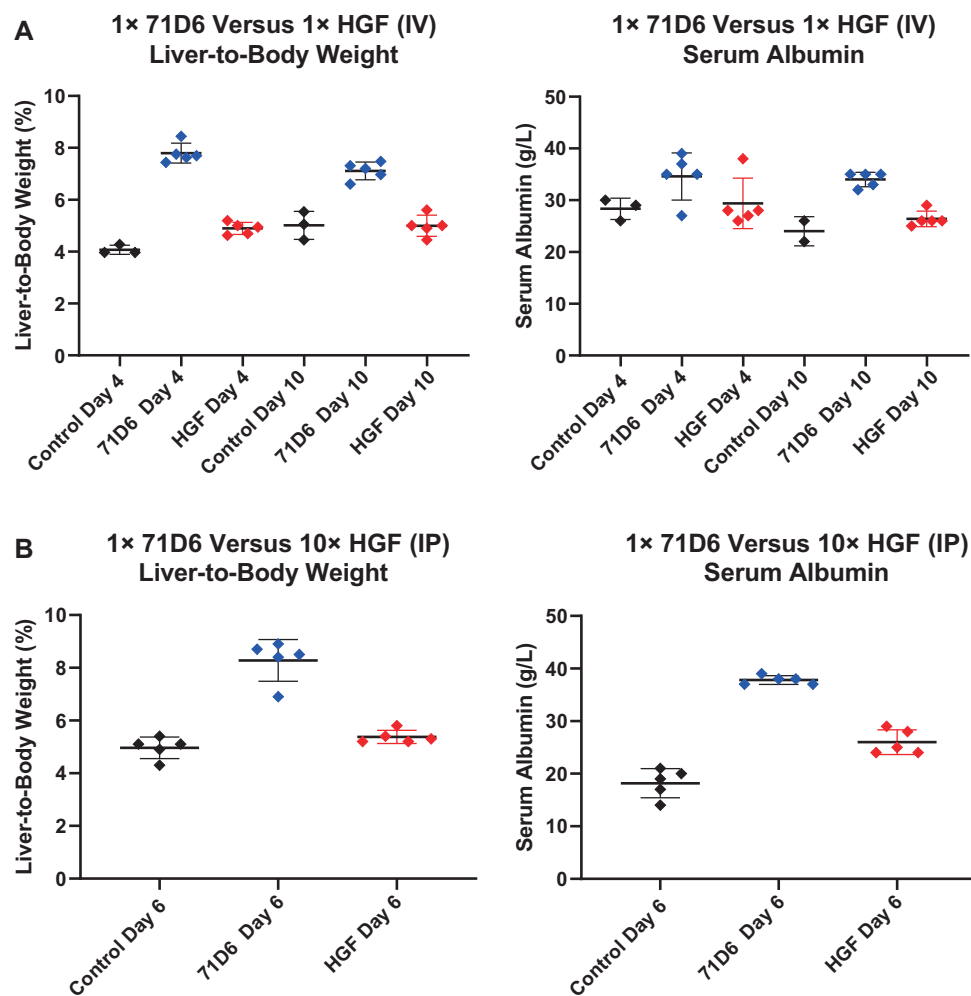 A
1× 71D6 Versus 1× HGF (IV)
Liver-to-Body Weight
Liver-to-Body Weight (%)
10
8
6
4
2
0
Control Day 4
71D6 Day 4
HGF Day 4
Control Day 10
71D6 Day 10
HGF Day 10
1× 71D6 Versus 1× HGF (IV)
Serum Albumin
Serum Albumin (g/L)
50
40
30
20
10
0
Control Day 4
71D6 Day 4
HGF Day 4
Control Day 10
71D6 Day 10
HGF Day 10
B
1× 71D6 Versus 10× HGF (IP)
Liver-to-Body Weight
Liver-to-Body Weight (%)
10
8
6
4
2
0
Control Day 6
71D6 Day 6
HGF Day 6
1× 71D6 Versus 10× HGF (IP)
Serum Albumin
Serum Albumin (g/L)
50
40
30
20
10
0
Control Day 6
71D6 Day 6
HGF Day 6